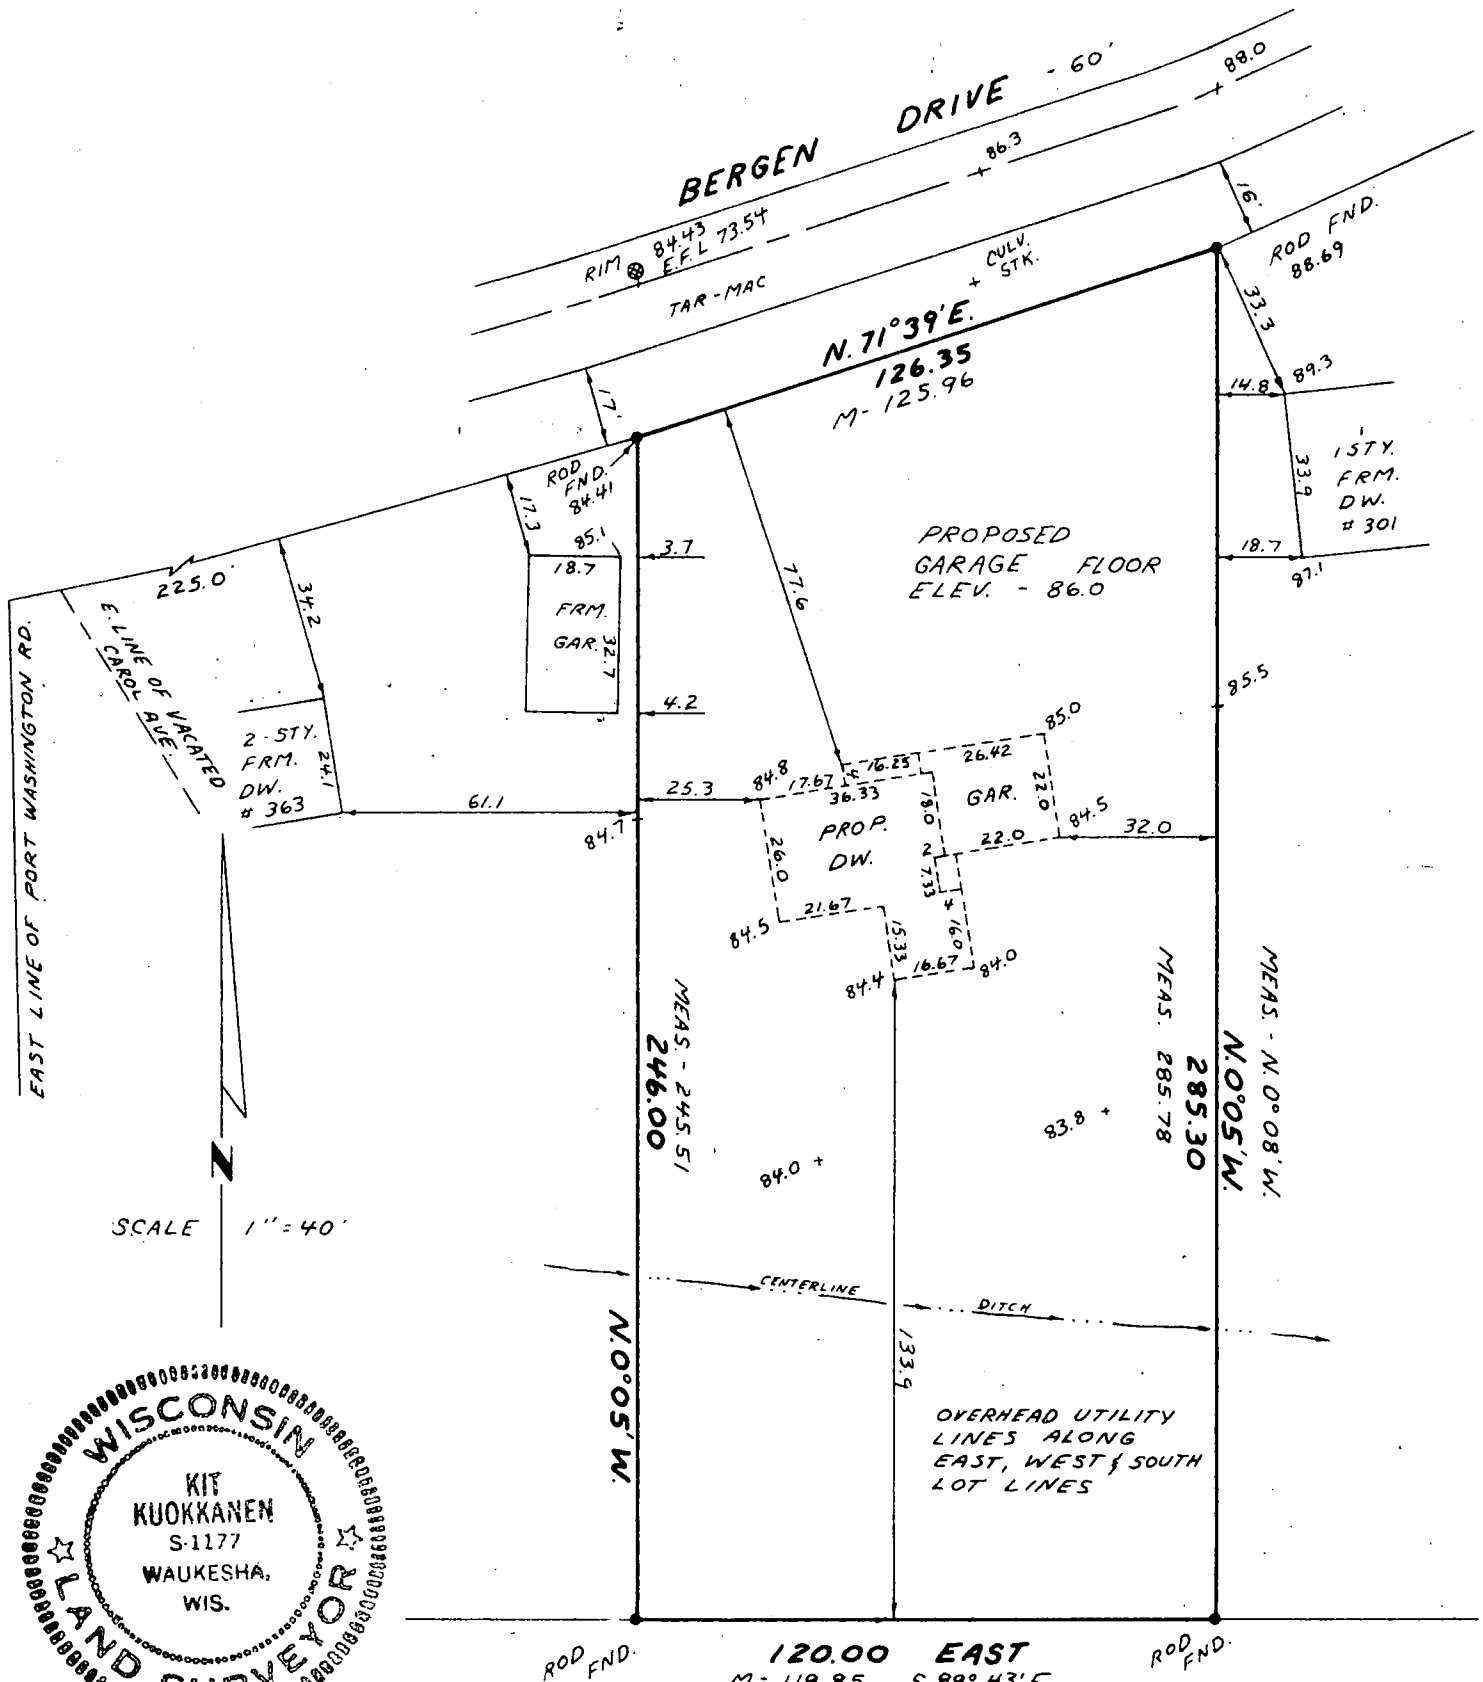 BERGEN DRIVE - 60'
88.0
86.3
RIM 84.43
E.F.L 73.54
TAR-MAC
CULV.
STK.
16'
ROD FND.
88.69
N. 71°39'E.
126.35
M- 125.96
17'
ROD
FND.
84.41
33.3
14.8
89.3
33.9
1 STY.
FRM.
DW.
# 301
18.7
87.1
17.3
85.1
18.7
FRM.
GAR.
32.7
3.7
4.2
77.6
PROPOSED
GARAGE FLOOR
ELEV. - 86.0
225.0'
34.2
E. LINE OF VACATED
CAROL AVE.
EAST LINE OF PORT WASHINGTON RD.
2-STY.
FRM.
DW.
# 363
24.1
61.1
84.7
25.3
84.8
17.67
4
16.25
26.42
85.0
85.5
36.33
18.0
GAR.
22.0
84.5
PROP.
DW.
26.0
2
22.0
32.0
7.33
4
16.0
21.67
84.5
15.33
16.67
84.0
84.4
MEAS. - 245.51
246.00
MEAS. 285.78
285.30
N.0°05'W.
MEAS. - N.0°08'W.
83.8 +
84.0 +
N
SCALE 1"=40'
CENTERLINE DITCH
N.0°05'W.
133.9
OVERHEAD UTILITY
LINES ALONG
EAST, WEST & SOUTH
LOT LINES
WISCONSIN
KIT
KUOKKANEN
S-1177
WAUKESHA,
WIS.
LAND SURVEYOR
ROD FND.
120.00 EAST
M- 119.85 S 89° 43' E
ROD FND.